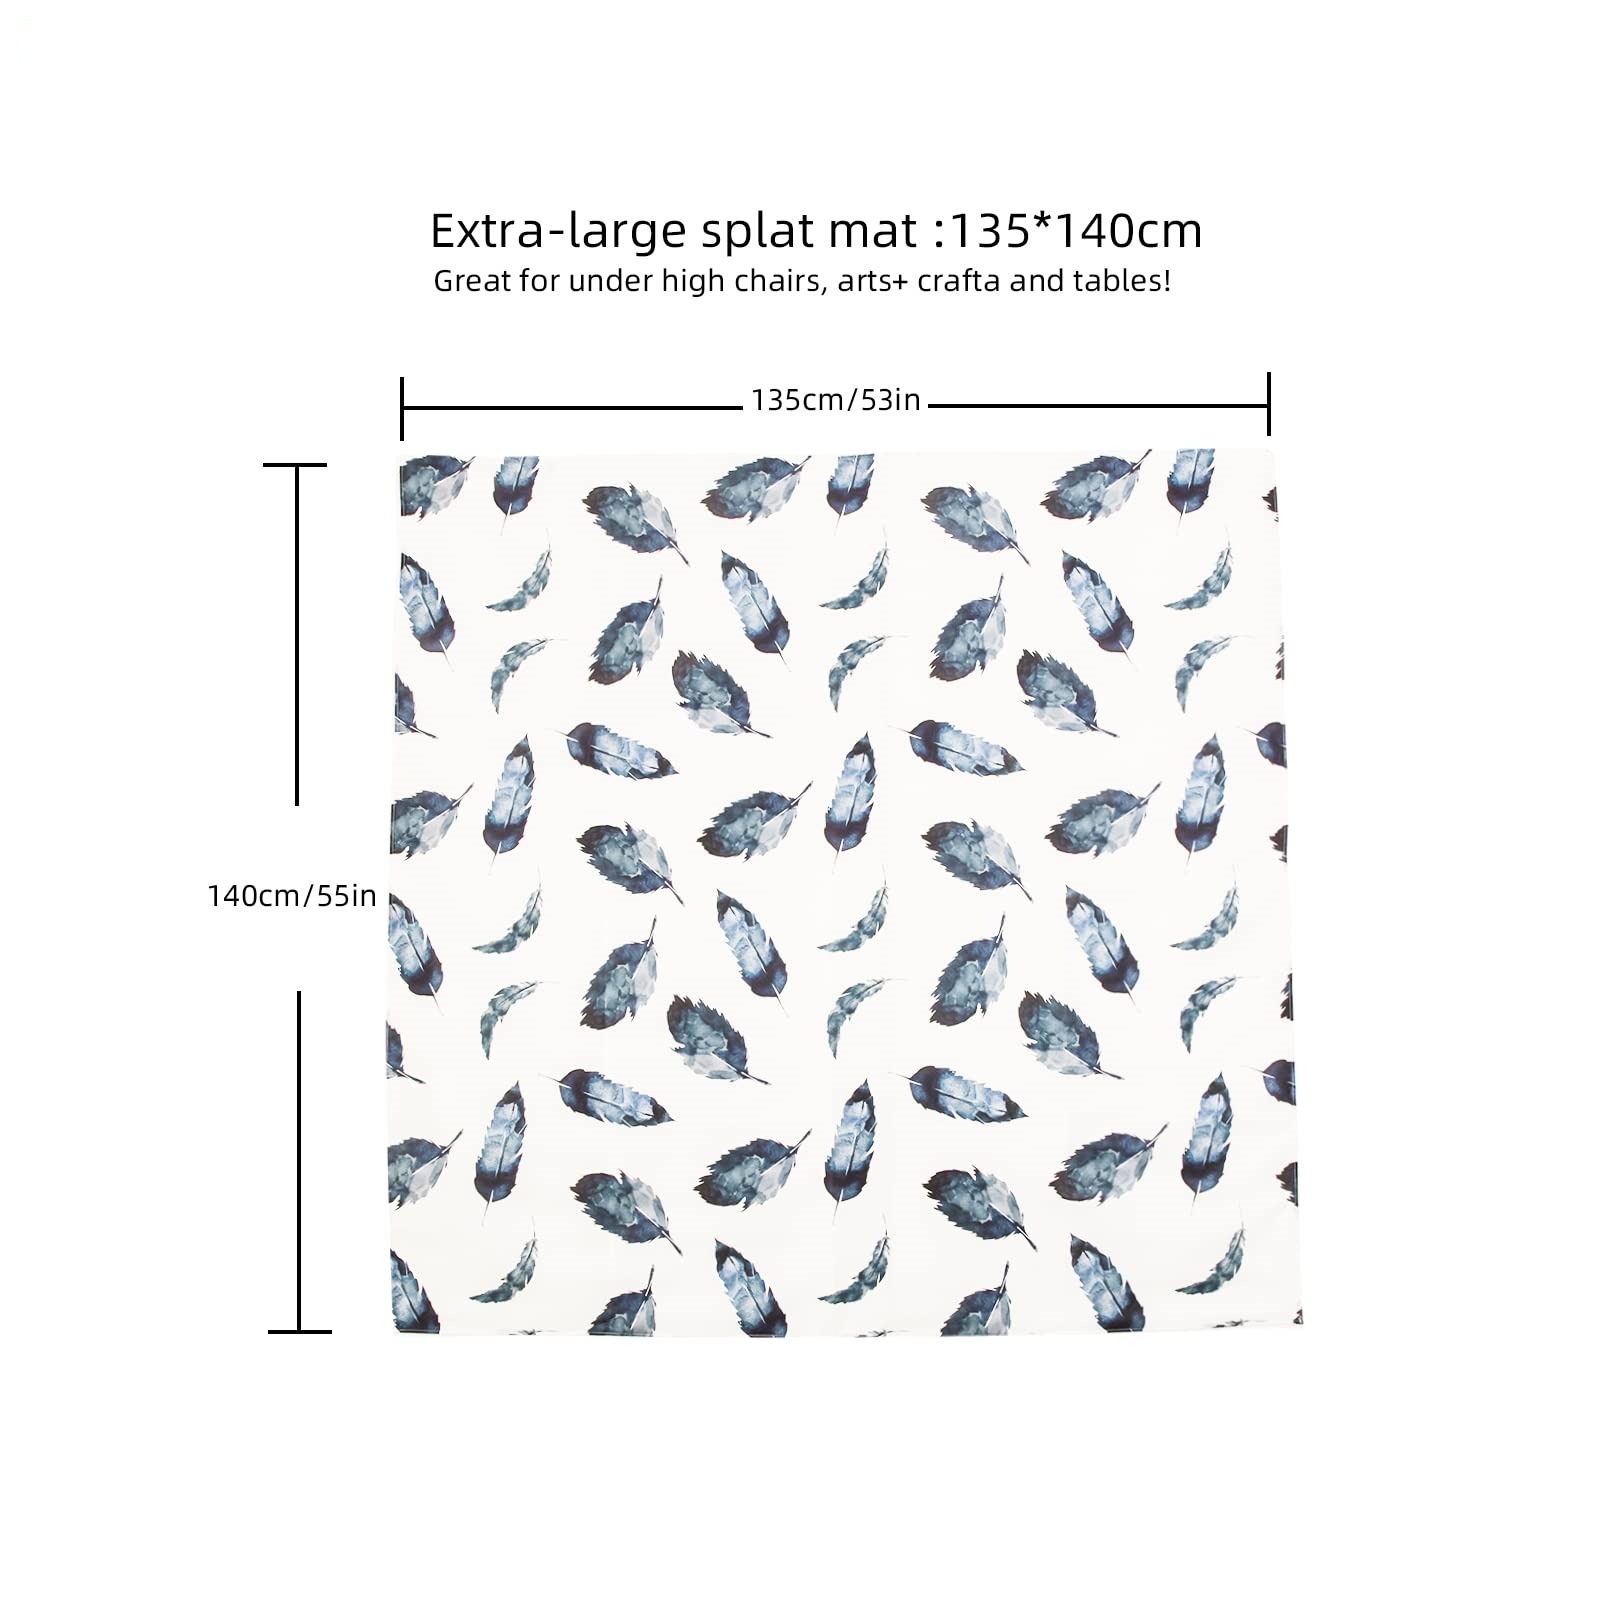 Extra-large splat mat :135*140cm
Great for under high chairs, arts+ crafta and tables!
135cm/53in
140cm/55in